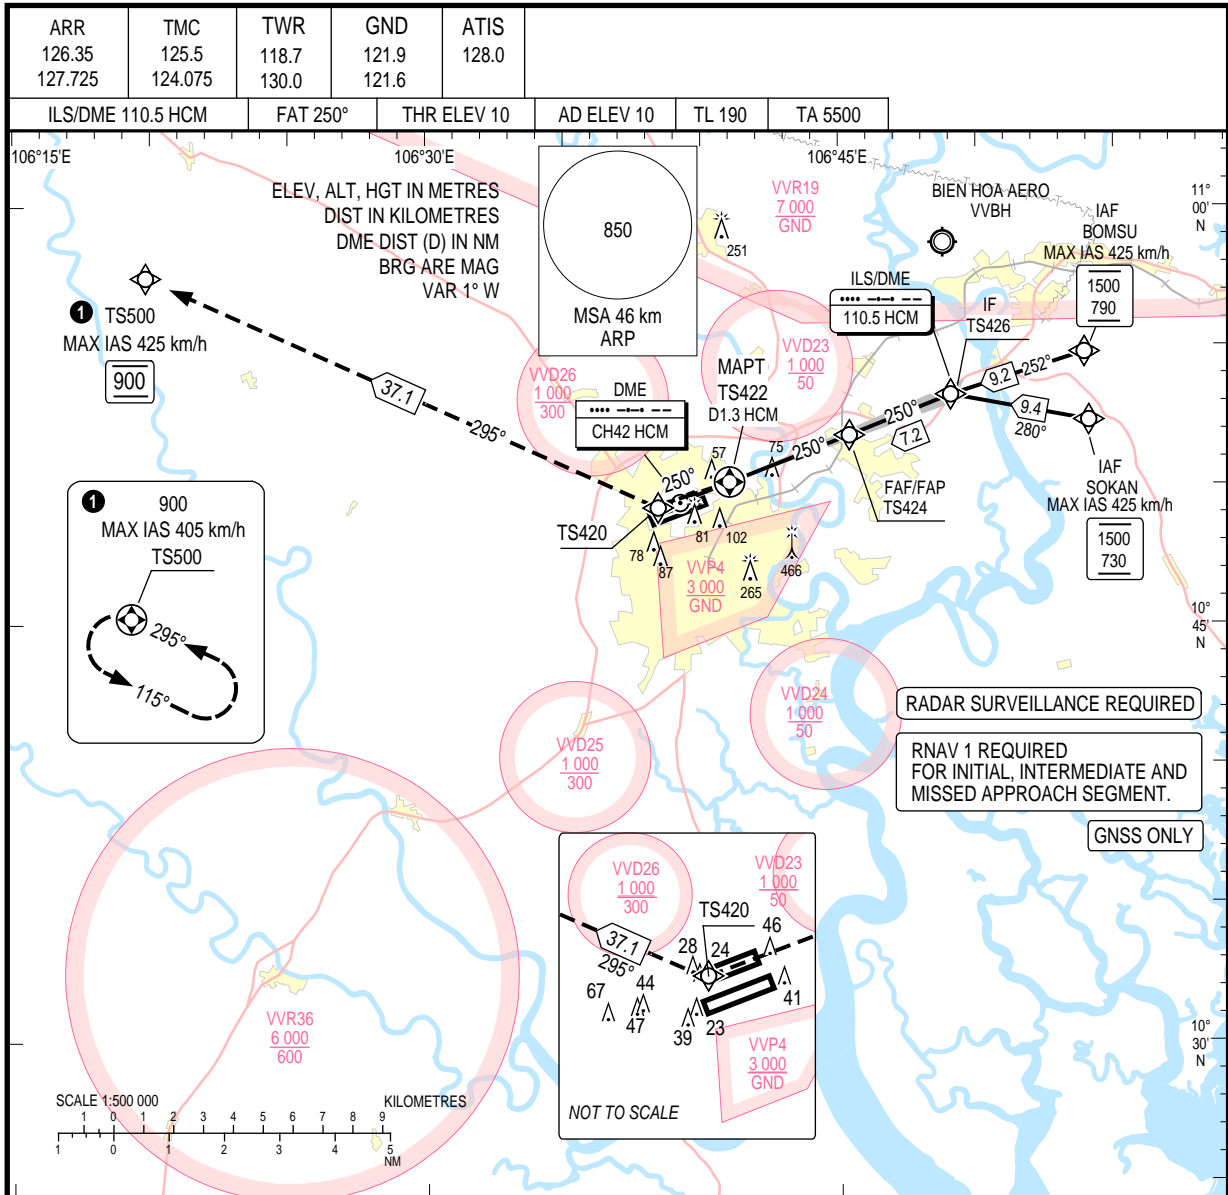 ARR
126.35
127.725
TMC
125.5
124.075
TWR
118.7
130.0
GND
121.9
121.6
ATIS
128.0
ILS/DME 110.5 HCM
FAT 250°
THR ELEV 10
AD ELEV 10
TL 190
TA 5500
106°15'E
106°30'E
106°45'E
11°
00'
N
ELEV, ALT, HGT IN METRES
DIST IN KILOMETRES
DME DIST (D) IN NM
BRG ARE MAG
VAR 1° W
850
MSA 46 km
ARP
251
VVR19
7 000
GND
BIEN HOA AERO
VVBH
IAF
BOMSU
MAX IAS 425 km/h
1500
790
ILS/DME
110.5 HCM
IF
TS426
1
TS500
MAX IAS 425 km/h
900
37.1
295°
VVD26
1 000
300
DME
CH42 HCM
VVD23
1 000
50
MAPT
TS422
D1.3 HCM
9.2
252°
9.4
280°
250°
7.2
250°
250°
57
75
IAF
SOKAN
MAX IAS 425 km/h
1500
730
FAF/FAP
TS424
TS420
78
87
81
102
265
466
VVP4
3 000
GND
1
900
MAX IAS 405 km/h
TS500
295°
115°
10°
45'
N
VVD24
1 000
50
VVD25
1 000
300
RADAR SURVEILLANCE REQUIRED
RNAV 1 REQUIRED
FOR INITIAL, INTERMEDIATE AND
MISSED APPROACH SEGMENT.
GNSS ONLY
VVD26
1 000
300
VVD23
1 000
50
TS420
37.1
295°
28
24
46
67
44
47
39
23
41
VVP4
3 000
GND
NOT TO SCALE
VVR36
6 000
600
10°
30'
N
SCALE 1:500 000
KILOMETRES
1 0 1 2 3 4 5 6 7 8 9
1 0 1 2 3 4 5
NM